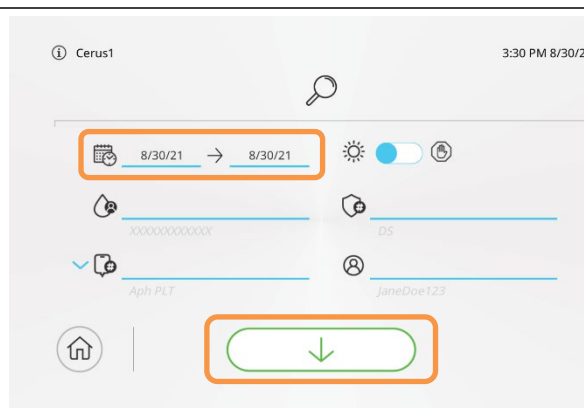 Cerus1 3:30 PM 8/30/2
8/30/21 → 8/30/21
XXXXXXXXXXXX DS
Aph PLT JaneDoe123